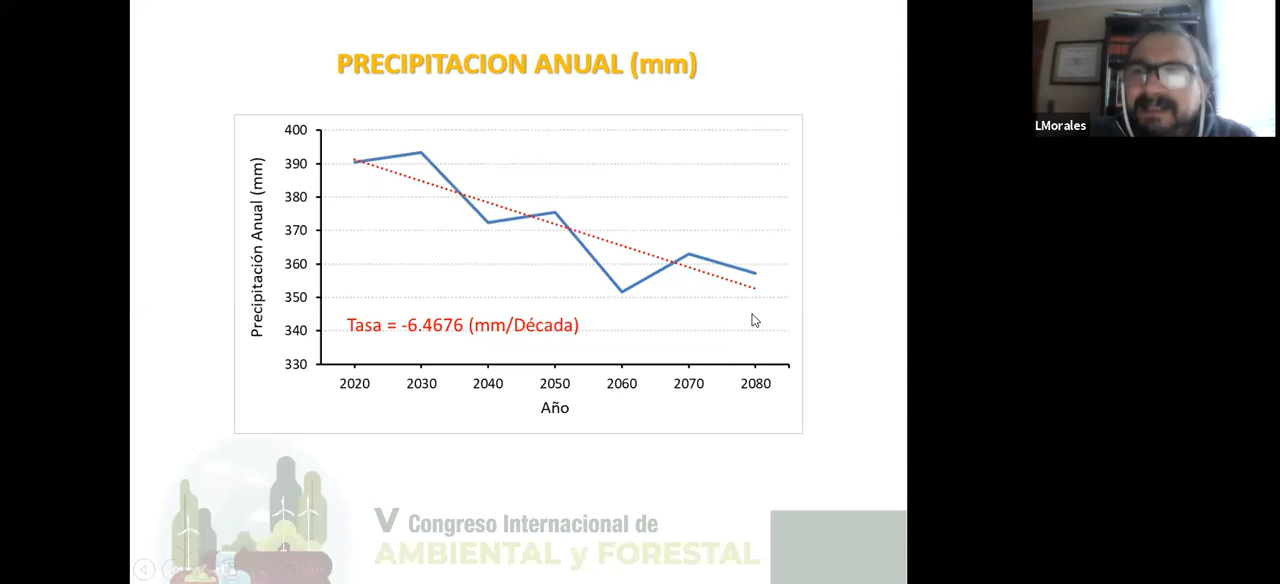 PRECIPITACION ANUAL (mm)
LMorales
Precipitación Anual (mm)
400
390
380
370
360
350
340
330
Tasa = -6.4676 (mm/Década)
2020 2030 2040 2050 2060 2070 2080
Año
V Congreso Internacional de
AMBIENTAL y FORESTAL